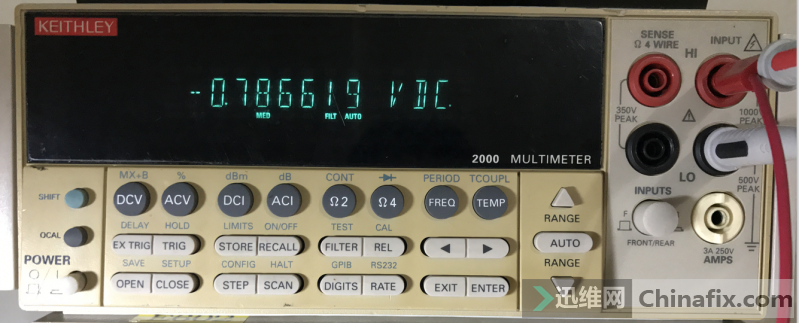 KEITHLEY
-0.786619 VDC.
MED FILT AUTO
2000 MULTIMETER
SENSE
Ω 4 WIRE
INPUT
HI
350V
PEAK
1000V
PEAK
LO
500V
PEAK
INPUTS
F R
FRONT/REAR
3A 250V
AMPS
MX+B % dBm dB CONT PERIOD TCOUPL
SHIFT DCV ACV DCI ACI Ω2 Ω4 FREQ TEMP
RANGE
DELAY HOLD LIMITS ON/OFF TEST CAL
OCAL EX TRIG TRIG STORE RECALL FILTER REL AUTO
POWER
RANGE
SAVE SETUP CONFIG HALT GPIB RS232
OPEN CLOSE STEP SCAN DIGITS RATE EXIT ENTER
迅维网 Chinafix.com